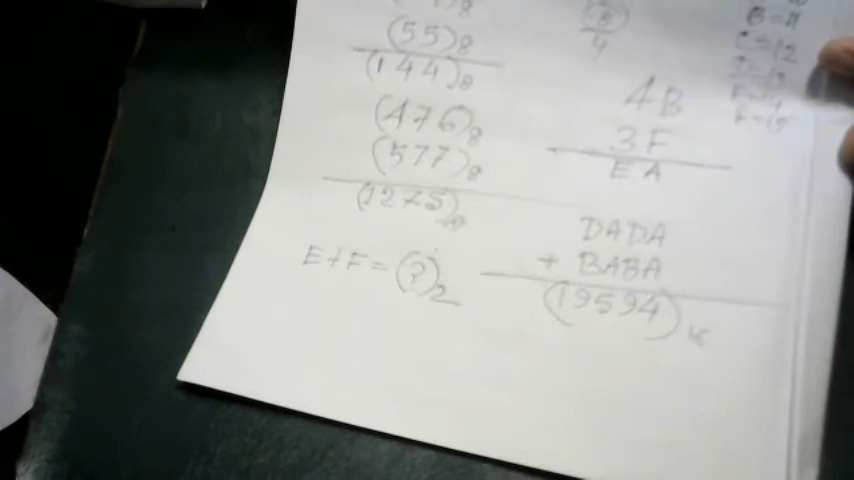 (55)₈
(144)₈
(476)₈
(577)₈
(1275)₈
E+F=(?)₂
4
4B
3F
EA
DADA
+ BABA
(19594)₁₆
B=11
C=12